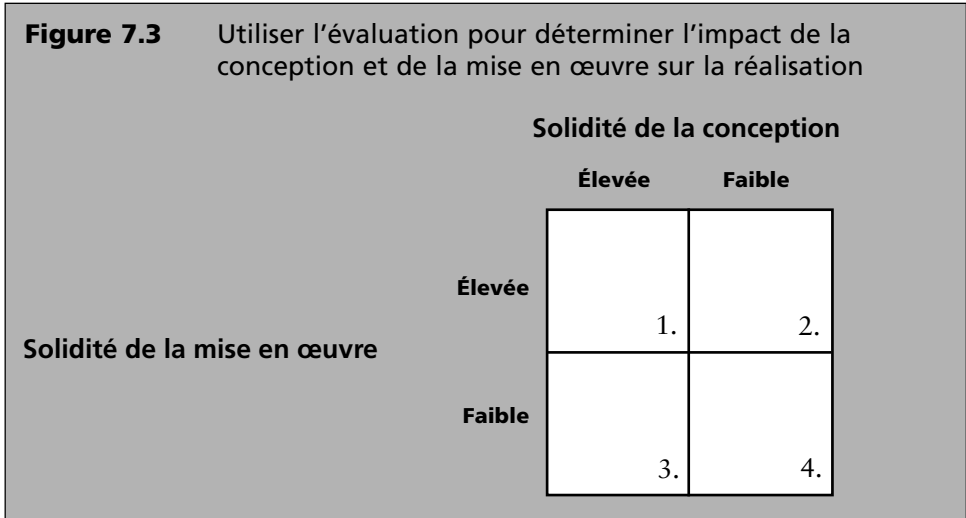 Figure 7.3 Utiliser l'évaluation pour déterminer l'impact de la
conception et de la mise en œuvre sur la réalisation
Solidité de la conception
Élevée Faible
Élevée
1. 2.
Solidité de la mise en œuvre
Faible
3. 4.